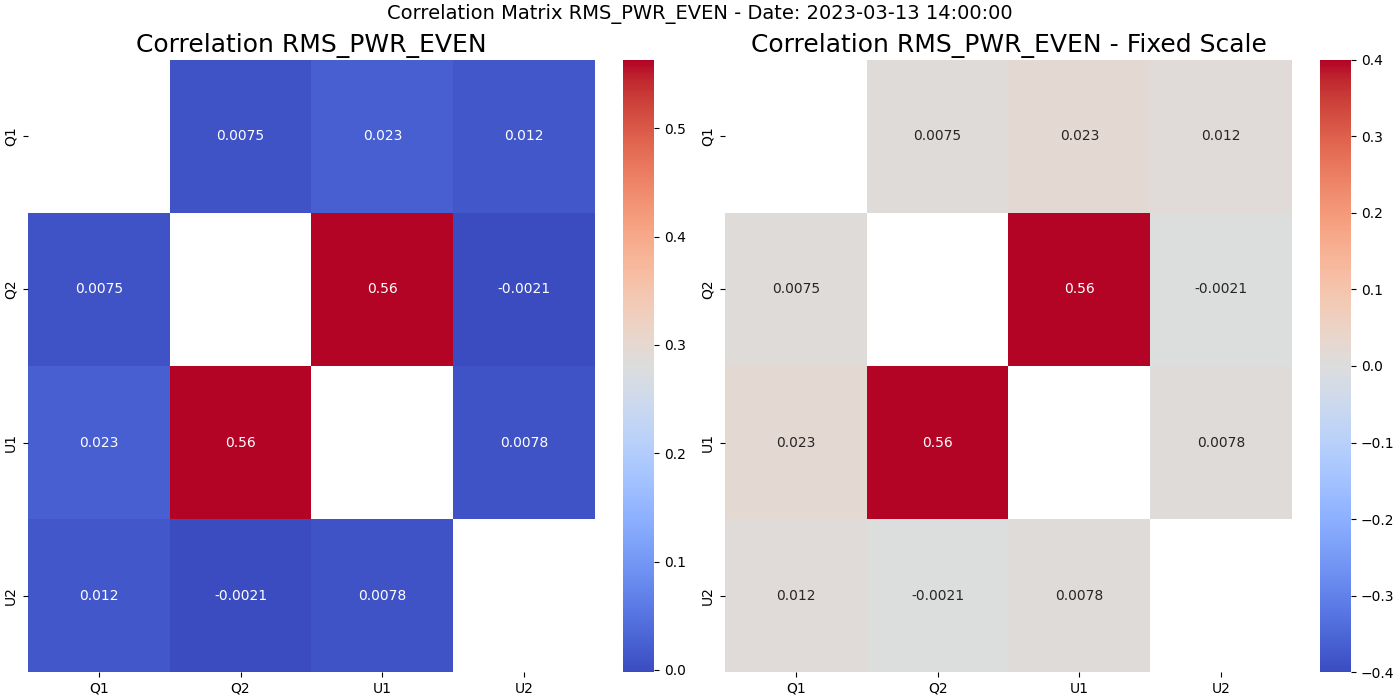 Correlation Matrix RMS_PWR_EVEN - Date: 2023-03-13 14:00:00
Correlation RMS_PWR_EVEN
Q1
0.0075 0.023 0.012
Q2
0.0075 0.56 -0.0021
U1
0.023 0.56 0.0078
U2
0.012 -0.0021 0.0078
Q1 Q2 U1 U2
0.5
0.4
0.3
0.2
0.1
0.0
Correlation RMS_PWR_EVEN - Fixed Scale
Q1
0.0075 0.023 0.012
Q2
0.0075 0.56 -0.0021
U1
0.023 0.56 0.0078
U2
0.012 -0.0021 0.0078
Q1 Q2 U1 U2
0.4
0.3
0.2
0.1
0.0
−0.1
−0.2
−0.3
−0.4